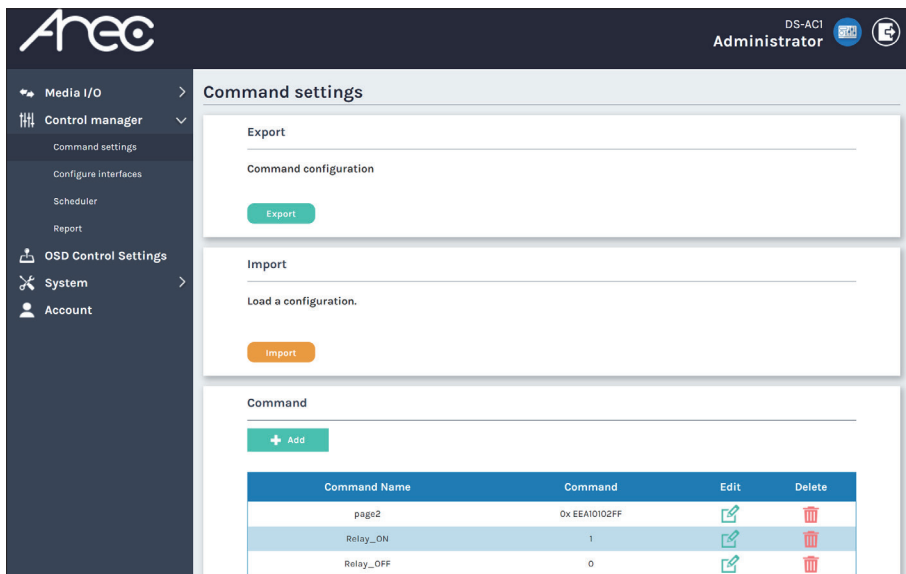 Arec
DS-AC1
Administrator
Media I/O
Control manager
Command settings
Configure interfaces
Scheduler
Report
OSD Control Settings
System
Account
Command settings
Export
Command configuration
Export
Import
Load a configuration.
Import
Command
Add
Command Name Command Edit Delete
page2 0x EEA10102FF
Relay_ON 1
Relay_OFF 0